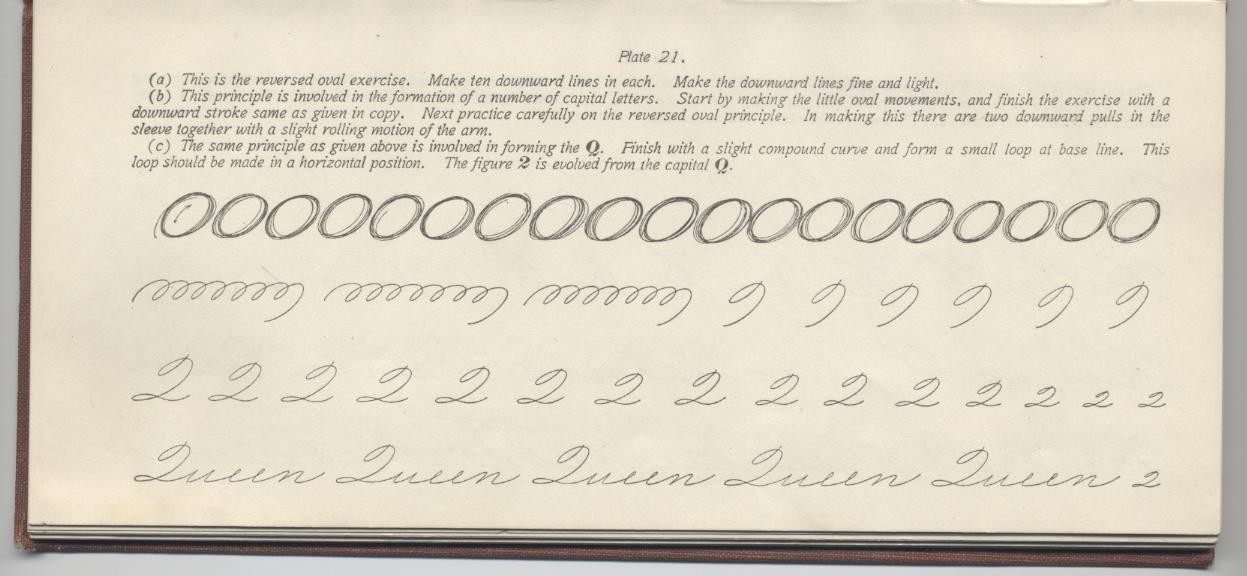 Plate 21.
(a) This is the reversed oval exercise. Make ten downward lines in each. Make the downward lines fine and light.
(b) This principle is involved in the formation of a number of capital letters. Start by making the little oval movements, and finish the exercise with a
downward stroke same as given in copy. Next practice carefully on the reversed oval principle. In making this there are two downward pulls in the
sleeve together with a slight rolling motion of the arm.
(c) The same principle as given above is involved in forming the Q. Finish with a slight compound curve and form a small loop at base line. This
loop should be made in a horizontal position. The figure 2 is evolved from the capital Q.
2 2 2 2 2 2 2 2 2 2 2 2 2 2 2
Queen Queen Queen Queen Queen 2